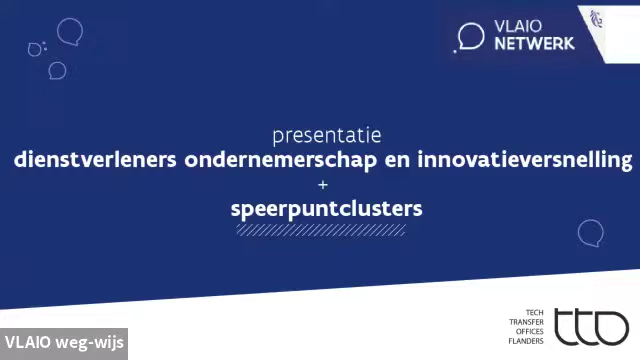 VLAIO
NETWERK
presentatie
dienstverleners ondernemerschap en innovatieversnelling
+
speerpuntclusters
TECH
TRANSFER
OFFICES
FLANDERS
tto
VLAIO weg-wijs